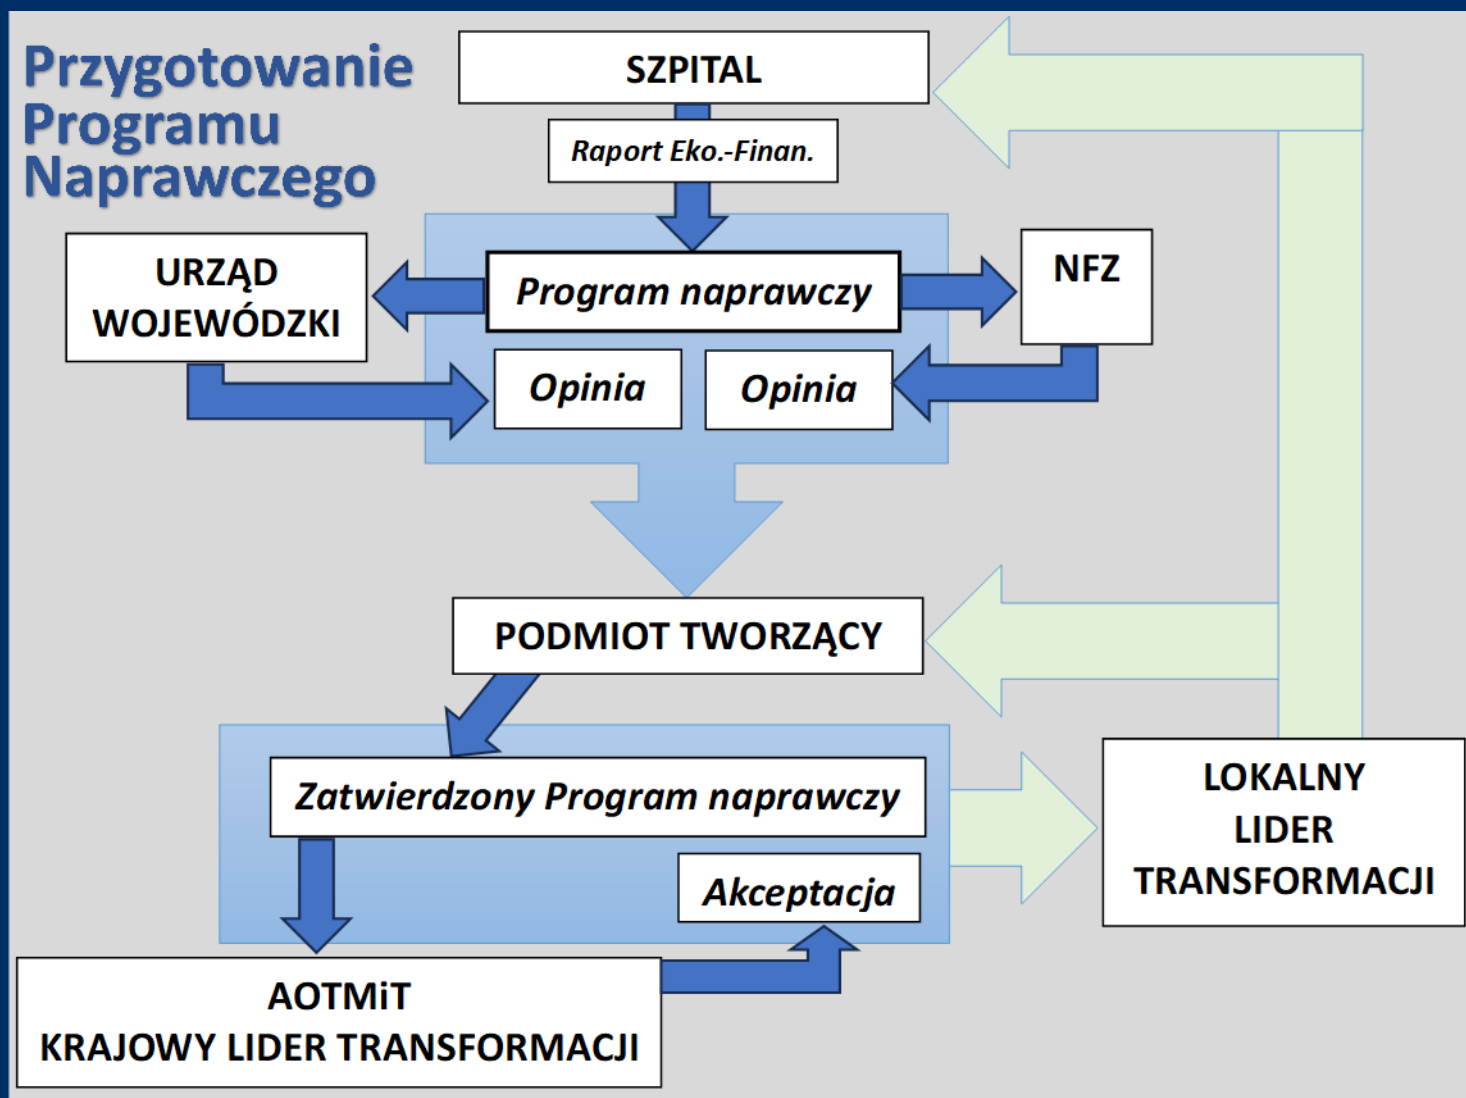 Przygotowanie
Programu
Naprawczego
SZPITAL
Raport Eko.-Finan.
URZĄD
WOJEWÓDZKI
Program naprawczy
NFZ
Opinia
Opinia
PODMIOT TWORZĄCY
Zatwierdzony Program naprawczy
Akceptacja
LOKALNY
LIDER
TRANSFORMACJI
AOTMiT
KRAJOWY LIDER TRANSFORMACJI